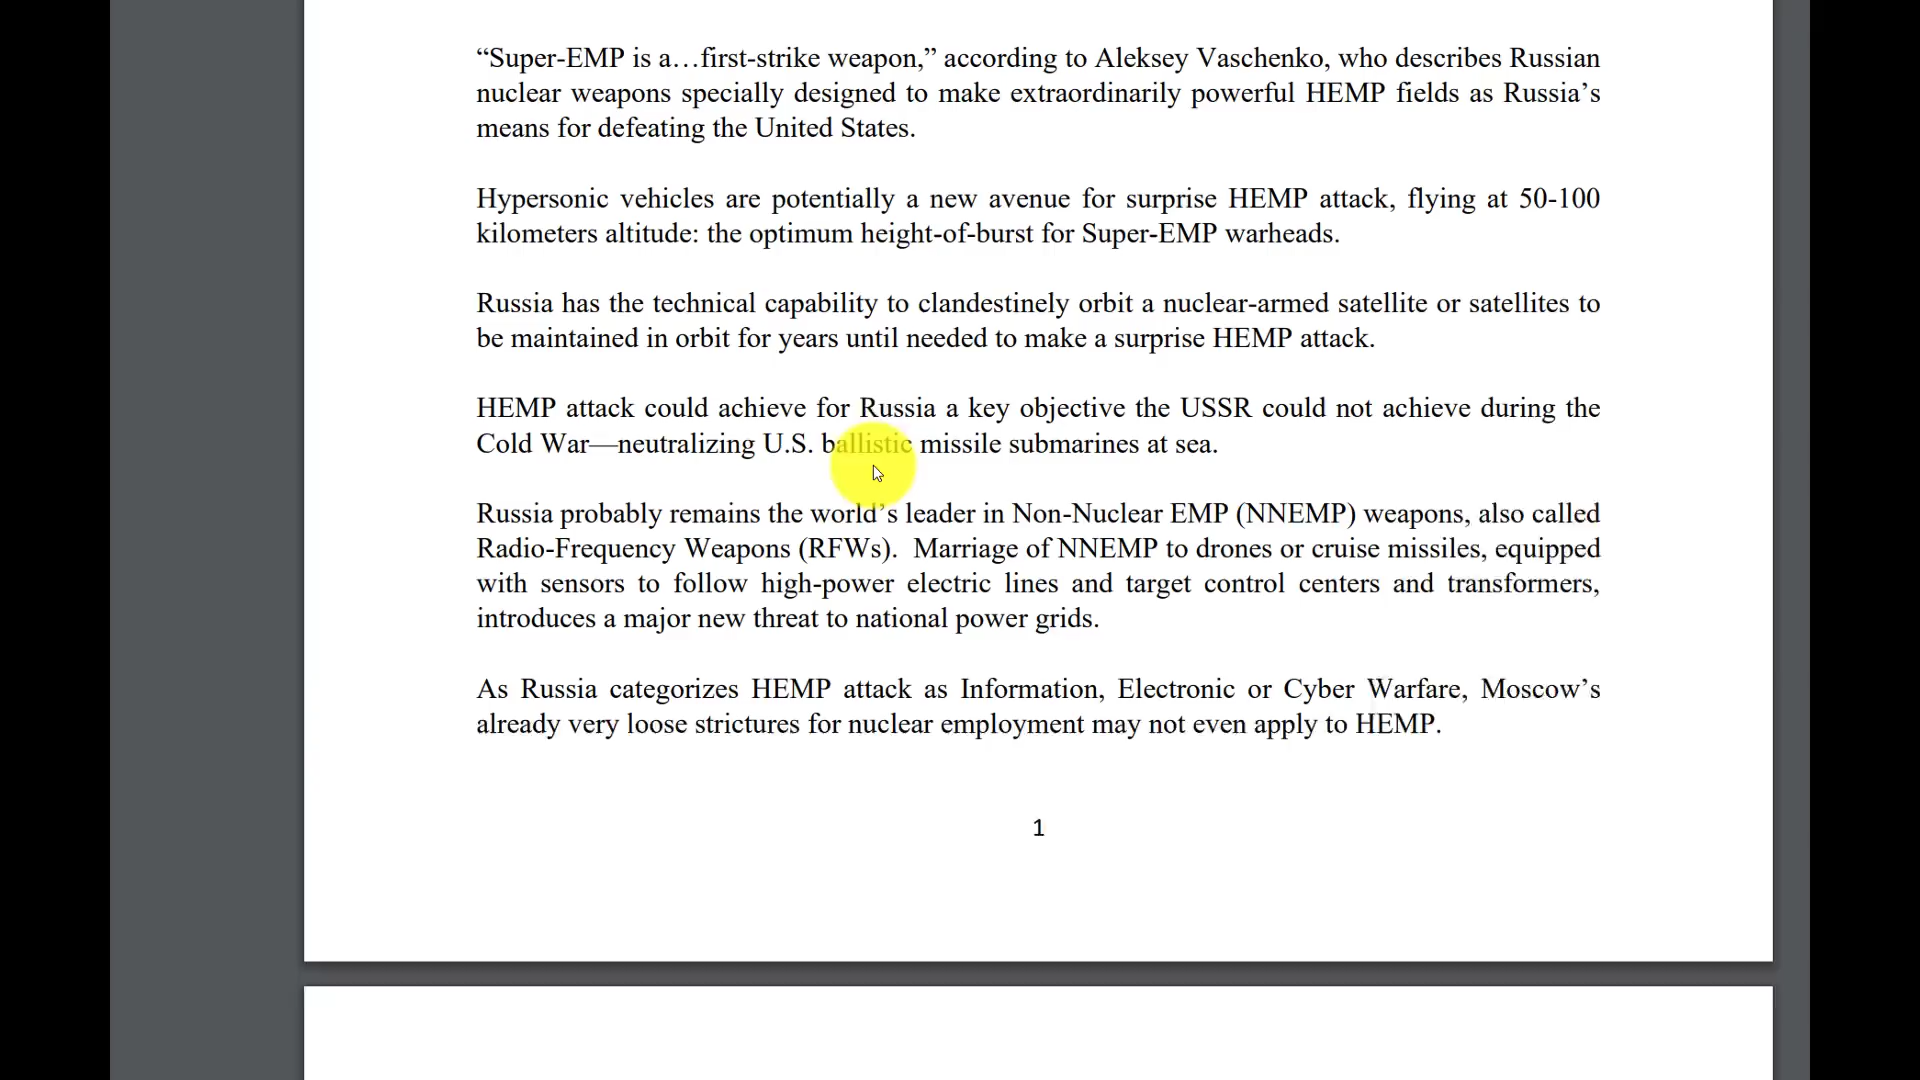 “Super-EMP is a…first-strike weapon,” according to Aleksey Vaschenko, who describes Russian
nuclear weapons specially designed to make extraordinarily powerful HEMP fields as Russia’s
means for defeating the United States.
Hypersonic vehicles are potentially a new avenue for surprise HEMP attack, flying at 50-100
kilometers altitude: the optimum height-of-burst for Super-EMP warheads.
Russia has the technical capability to clandestinely orbit a nuclear-armed satellite or satellites to
be maintained in orbit for years until needed to make a surprise HEMP attack.
HEMP attack could achieve for Russia a key objective the USSR could not achieve during the
Cold War—neutralizing U.S. ballistic missile submarines at sea.
Russia probably remains the world’s leader in Non-Nuclear EMP (NNEMP) weapons, also called
Radio-Frequency Weapons (RFWs).  Marriage of NNEMP to drones or cruise missiles, equipped
with sensors to follow high-power electric lines and target control centers and transformers,
introduces a major new threat to national power grids.
As Russia categorizes HEMP attack as Information, Electronic or Cyber Warfare, Moscow’s
already very loose strictures for nuclear employment may not even apply to HEMP.
1